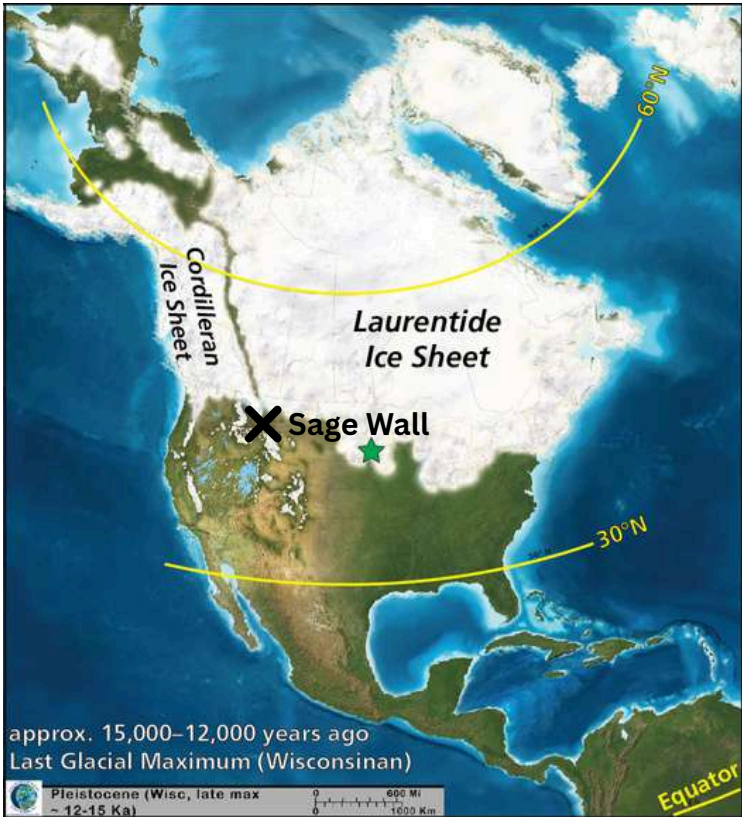 60°N
Cordilleran
Ice Sheet
Laurentide
Ice Sheet
Sage Wall
30°N
approx. 15,000–12,000 years ago
Last Glacial Maximum (Wisconsinan)
Pleistocene (Wisc, late max
~ 12-15 Ka)
0 600 Mi
0 1000 Km
Equator